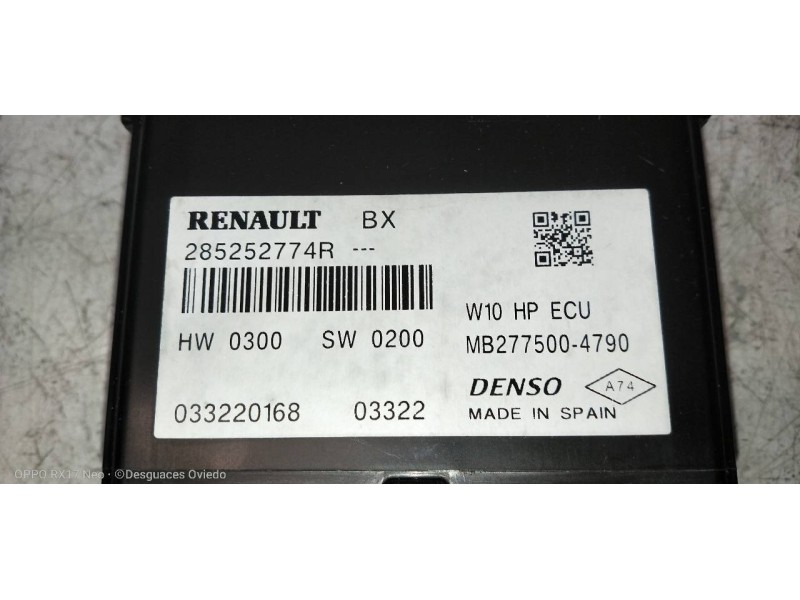 RENAULT BX
285252774R ---
W10 HP ECU
HW 0300 SW 0200 MB277500-4790
DENSO A74
033220168 03322 MADE IN SPAIN
OPPO RX17 Neo • ©Desguaces Oviedo